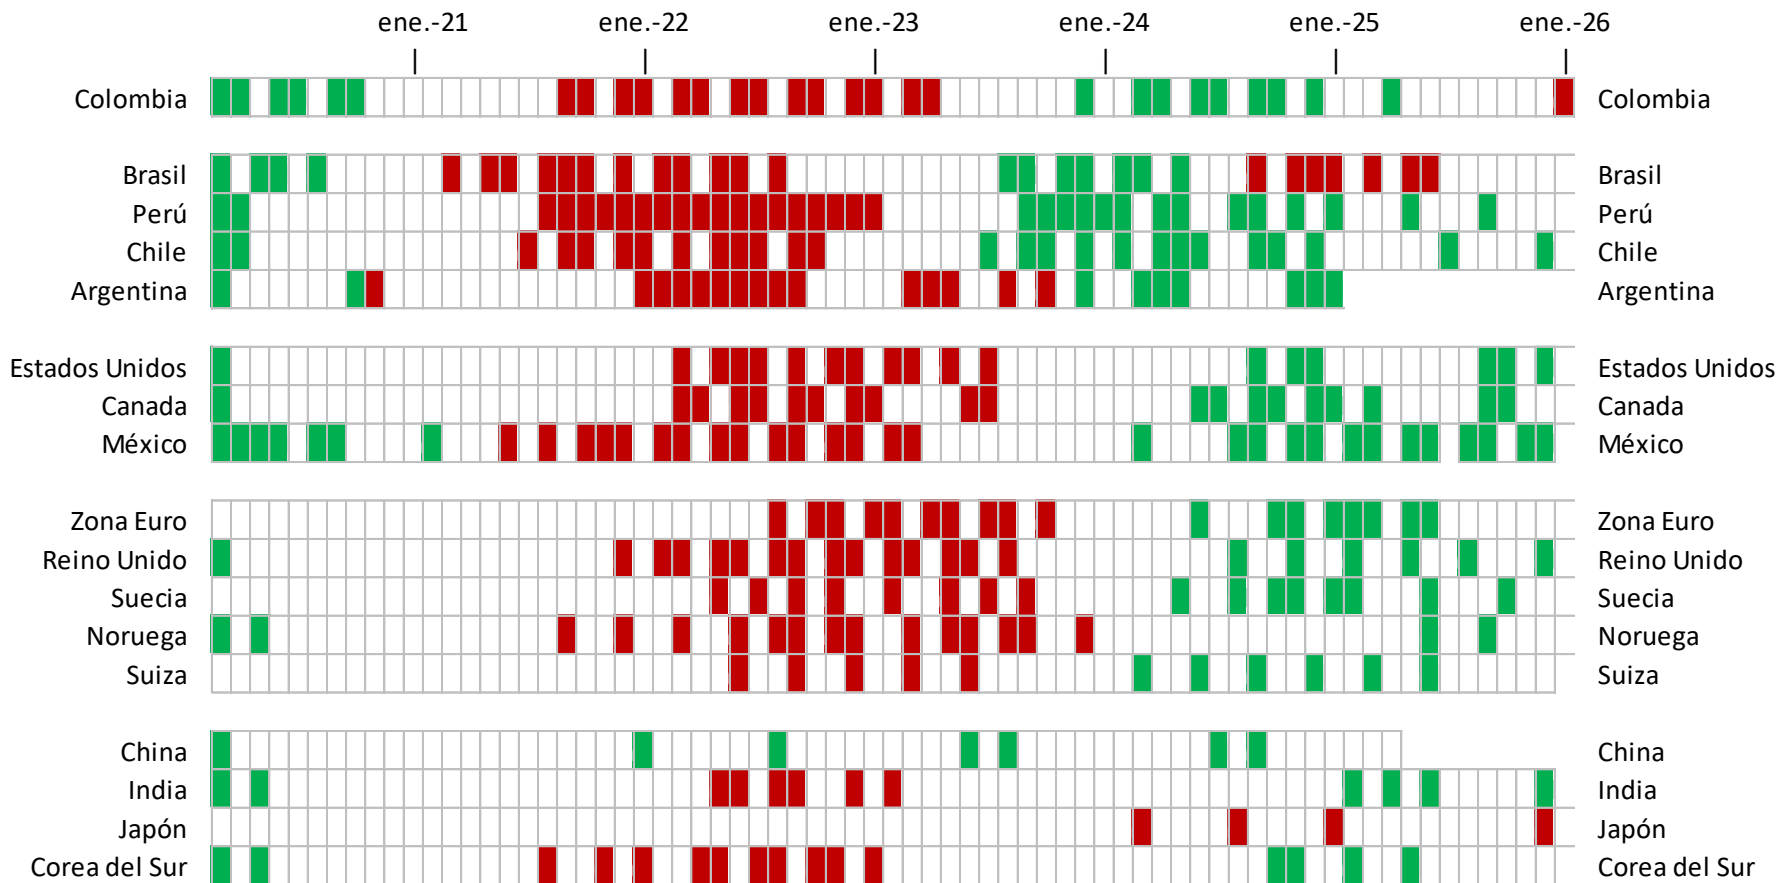 ene.-21 ene.-22 ene.-23 ene.-24 ene.-25 ene.-26
Colombia Colombia
Brasil Brasil
Perú Perú
Chile Chile
Argentina Argentina
Estados Unidos Estados Unidos
Canada Canada
México México
Zona Euro Zona Euro
Reino Unido Reino Unido
Suecia Suecia
Noruega Noruega
Suiza Suiza
China China
India India
Japón Japón
Corea del Sur Corea del Sur